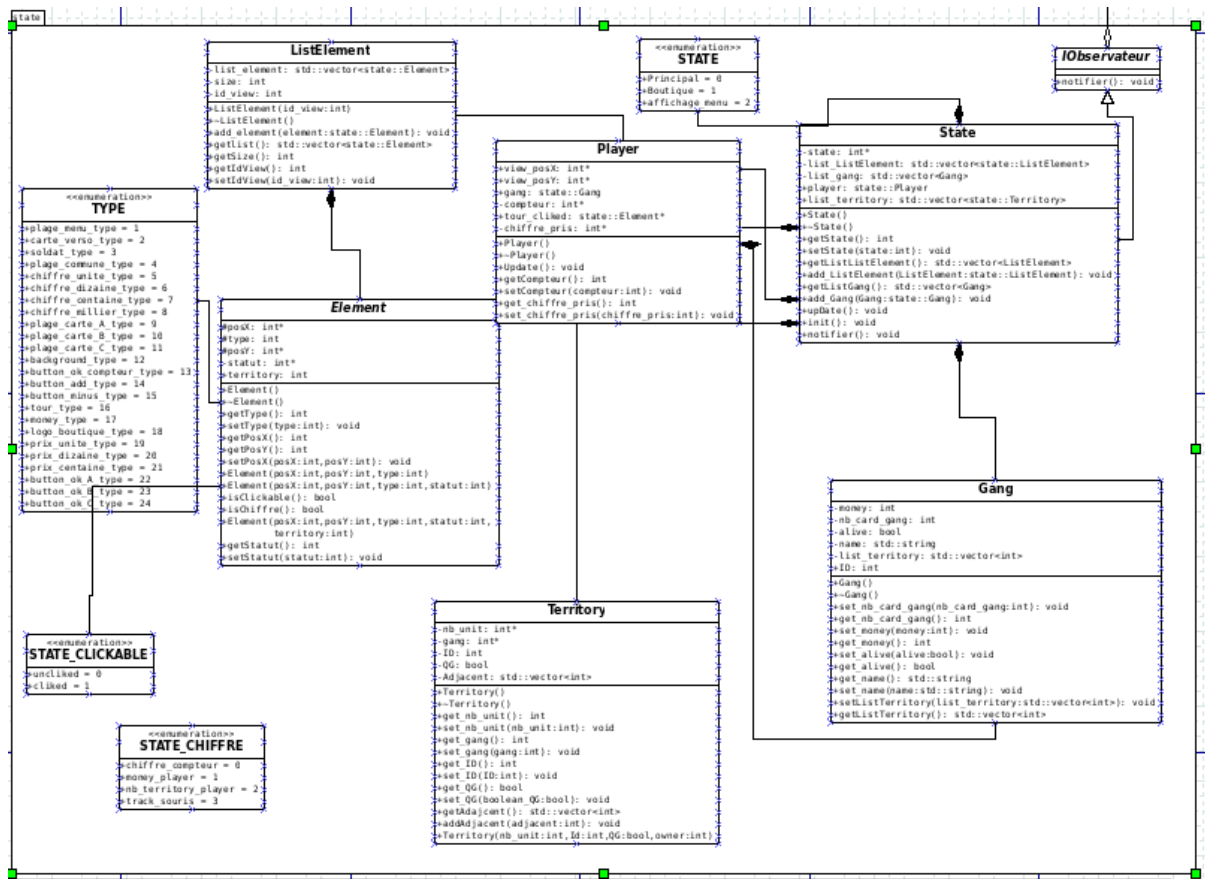 state
ListElement
-list_element: std::vector<state::Element>
-size: int
-id_view: int
+ListElement(id_view:int)
+~ListElement()
+add_element(element:state::Element): void
+getlist(): std::vector<Element>
+getSize(): int
+getIdView(): int
+setIdView(id_view:int): void
<<enumeration>>
STATE
+Principal = 0
+Boutique = 1
+affichage_menu = 2
IObservateur
+notifier(): void
State
-state: int*
-list_ListElement: std::vector<state::ListElement>
-list_gang: std::vector<Gang>
+player: state::Player
+list_territory: std::vector<state::Territory>
+State()
+~State()
+getState(): int
+setState(state:int): void
+getListListElement(): std::vector<ListElement>
+add_ListElement(ListElement:state::ListElement): void
+getListGang(): std::vector<Gang>
+add_Gang(Gang:state::Gang): void
+upDate(): void
+init(): void
+notifier(): void
Player
+view_posX: int*
+view_posY: int*
+gang: state::Gang
-compteur: int*
+tour_cliked: state::Element*
-chiffre_pris: int*
+Player()
+~Player()
+Update(): void
+getCompteur(): int
+setCompteur(compteur:int): void
+get_chiffre_pris(): int
+set_chiffre_pris(chiffre_pris:int): void
<<enumeration>>
TYPE
+plage_menu_type = 1
+carte_verso_type = 2
+soldat_type = 3
+plage_commune_type = 4
+chiffre_unite_type = 5
+chiffre_dizaine_type = 6
+chiffre_centaine_type = 7
+chiffre_millier_type = 8
+plage_carte_A_type = 9
+plage_carte_B_type = 10
+plage_carte_C_type = 11
+background_type = 12
+button_ok_compteur_type = 13
+button_add_type = 14
+button_minus_type = 15
+tour_type = 16
+money_type = 17
+logo_boutique_type = 18
+prix_unite_type = 19
+prix_dizaine_type = 20
+prix_centaine_type = 21
+button_ok_A_type = 22
+button_ok_B_type = 23
+button_ok_C_type = 24
Element
#posX: int*
#type: int
#posY: int*
-statut: int*
+territory: int
+Element()
+~Element()
+getType(): int
+setType(type:int): void
+getPosX(): int
+getPosY(): int
+setPosX(posX:int,posY:int): void
+Element(posX:int,posY:int,type:int)
+Element(posX:int,posY:int,type:int,statut:int)
+isClickable(): bool
+isChiffre(): bool
+Element(posX:int,posY:int,type:int,statut:int,
territory:int)
+getStatut(): int
+setStatut(statut:int): void
Gang
-money: int
-nb_card_gang: int
-alive: bool
-name: std::string
-list_territory: std::vector<int>
+ID: int
+Gang()
+~Gang()
+set_nb_card_gang(nb_card_gang:int): void
+get_nb_card_gang(): int
+set_money(money:int): void
+get_money(): int
+set_alive(alive:bool): void
+get_alive(): bool
+get_name(): std::string
+set_name(name:std::string): void
+setListTerritory(list_territory:std::vector<int>): void
+getListTerritory(): std::vector<int>
Territory
-nb_unit: int*
-gang: int*
-ID: int
-QG: bool
-Adjacent: std::vector<int>
+Territory()
+~Territory()
+get_nb_unit(): int
+set_nb_unit(nb_unit:int): void
+get_gang(): int
+set_gang(gang:int): void
+get_ID(): int
+set_ID(ID:int): void
+get_QG(): bool
+set_QG(boolean_QG:bool): void
+getAdajcent(): std::vector<int>
+addAdjacent(adjacent:int): void
+Territory(nb_unit:int,Id:int,QG:bool,owner:int)
<<enumeration>>
STATE_CLICKABLE
+uncliked = 0
+cliked = 1
<<enumeration>>
STATE_CHIFFRE
+chiffre_compteur = 0
+money_player = 1
+nb_territory_player = 2
+track_souris = 3